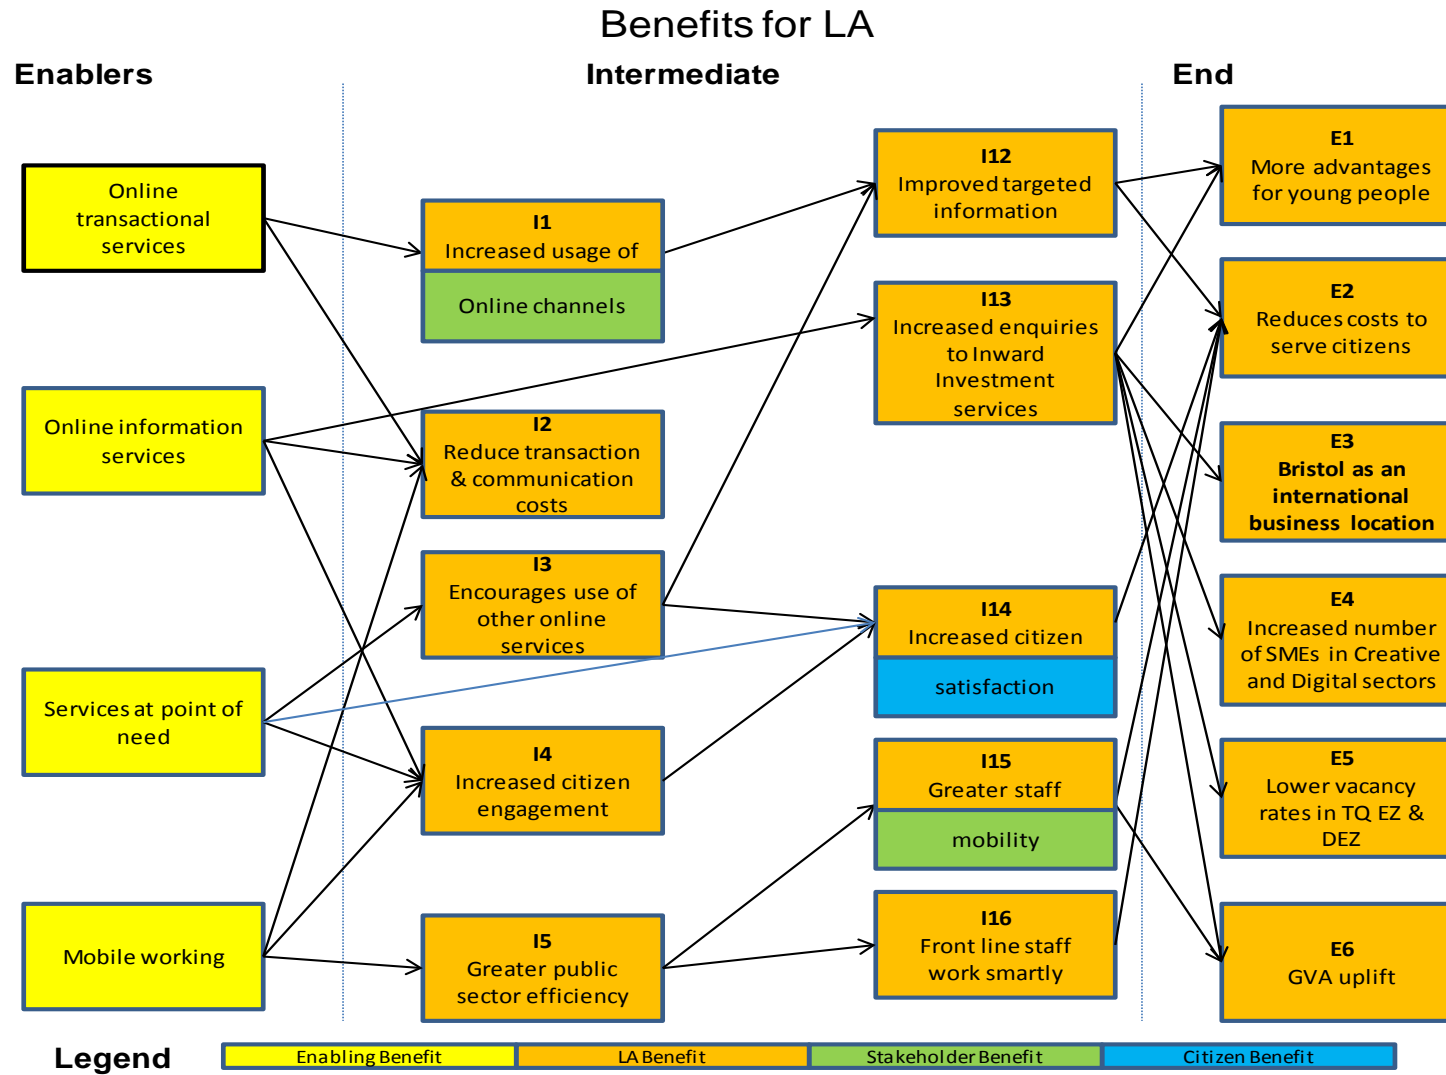 Benefits for LA
Enablers
Intermediate
End
Online
transactional
services
Online information
services
Services at point of
need
Mobile working
I1
Increased usage of
Online channels
I2
Reduce transaction
& communication
costs
I3
Encourages use of
other online
services
I4
Increased citizen
engagement
I5
Greater public
sector efficiency
I12
Improved targeted
information
I13
Increased enquiries
to Inward
Investment
services
I14
Increased citizen
satisfaction
I15
Greater staff
mobility
I16
Front line staff
work smartly
E1
More advantages
for young people
E2
Reduces costs to
serve citizens
E3
Bristol as an
international
business location
E4
Increased number
of SMEs in Creative
and Digital sectors
E5
Lower vacancy
rates in TQ EZ &
DEZ
E6
GVA uplift
Legend
Enabling Benefit
LA Benefit
Stakeholder Benefit
Citizen Benefit